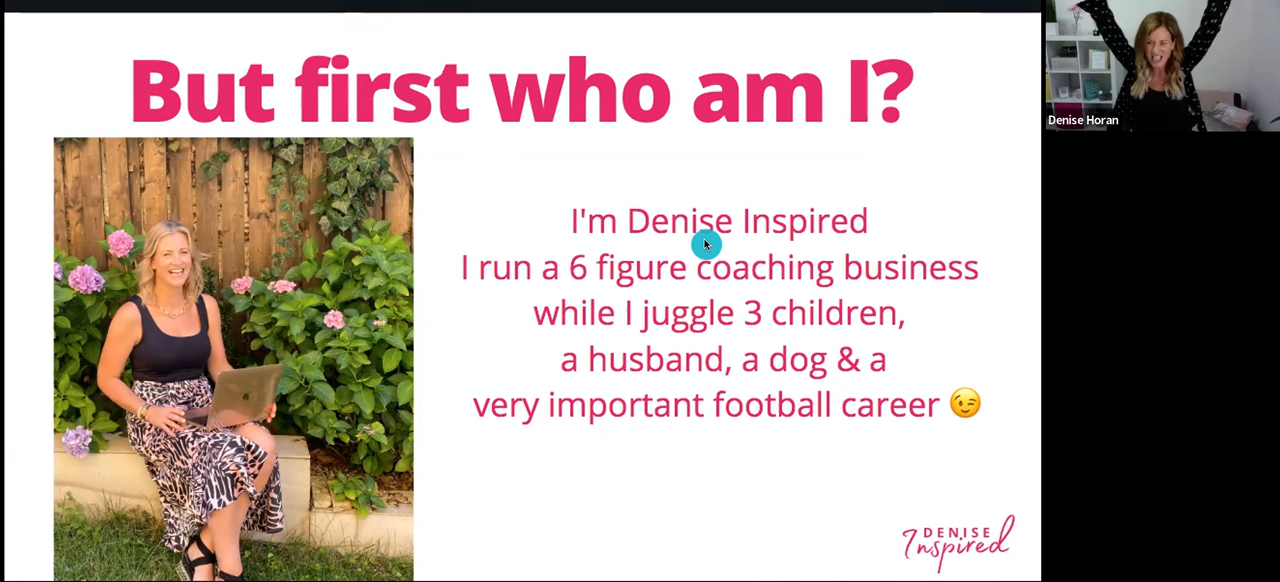 But first who am I?
Denise Horan
I'm Denise Inspired
I run a 6 figure coaching business
while I juggle 3 children,
a husband, a dog & a
very important football career 😉
DENISE
Inspired